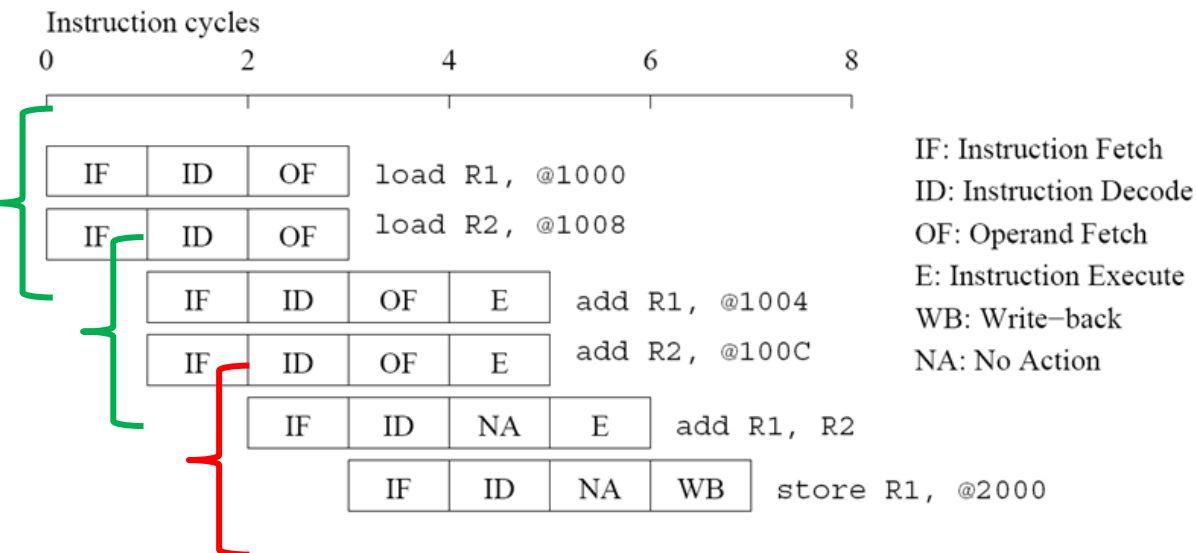 Instruction cycles
0 2 4 6 8
IF ID OF load R1, @1000
IF ID OF load R2, @1008
IF ID OF E add R1, @1004
IF ID OF E add R2, @100C
IF ID NA E add R1, R2
IF ID NA WB store R1, @2000
IF: Instruction Fetch
ID: Instruction Decode
OF: Operand Fetch
E: Instruction Execute
WB: Write−back
NA: No Action